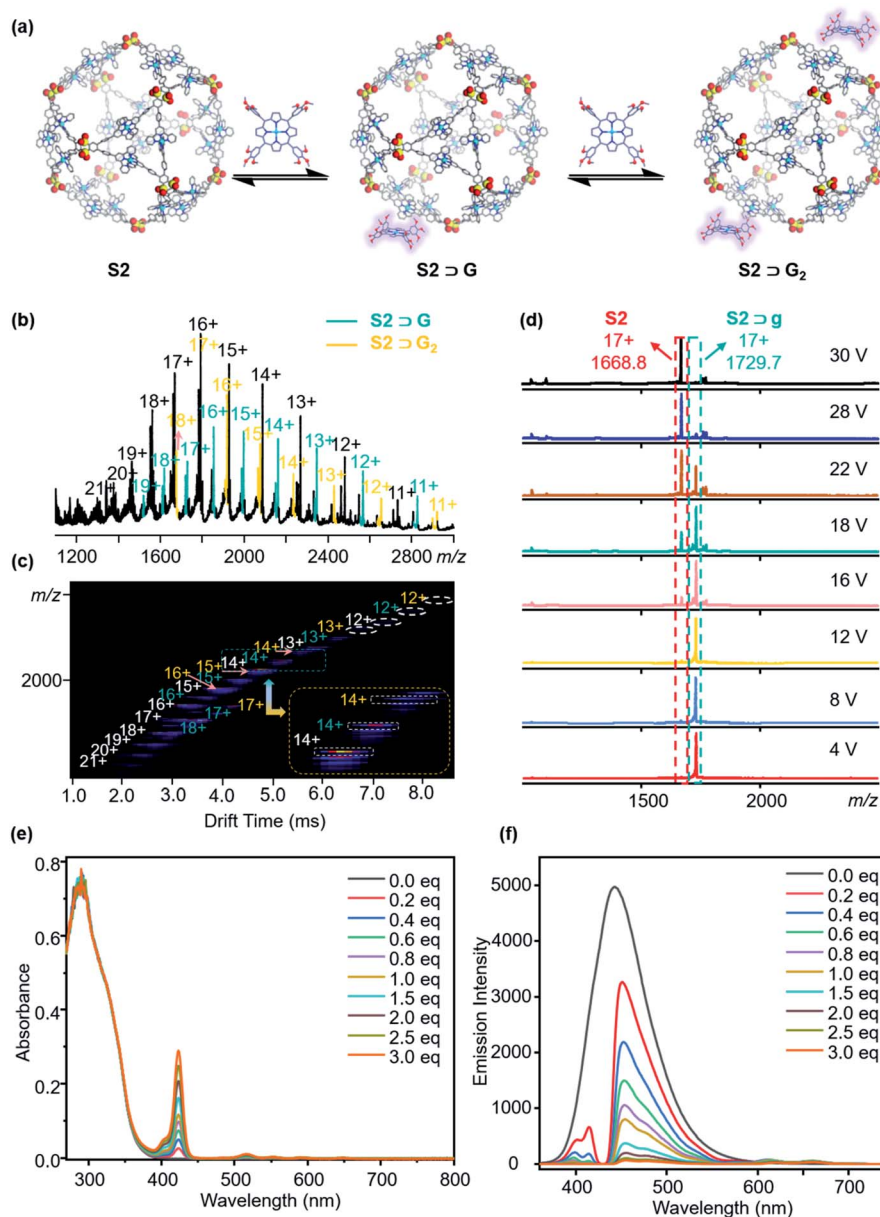 (a)
S2
S2 ⊃ G
S2 ⊃ G₂
(b)
S2 ⊃ G
S2 ⊃ G₂
21+
20+
19+
18+
17+
16+
15+
14+
13+
12+
11+
19+
18+
17+
16+
15+
14+
13+
12+
11+
18+
17+
16+
15+
14+
13+
12+
11+
1200
1600
2000
2400
2800
m/z
(c)
m/z
2000
21+
20+
19+
18+
17+
16+
15+
14+
13+
12+
18+
17+
16+
15+
14+
13+
12+
17+
16+
15+
14+
13+
12+
14+
14+
14+
1.0
2.0
3.0
4.0
5.0
6.0
7.0
8.0
Drift Time (ms)
(d)
S2
17+
1668.8
S2 ⊃ g
17+
1729.7
30 V
28 V
22 V
18 V
16 V
12 V
8 V
4 V
1500
2000
m/z
(e)
0.8
0.6
0.4
0.2
0.0
Absorbance
0.0 eq
0.2 eq
0.4 eq
0.6 eq
0.8 eq
1.0 eq
1.5 eq
2.0 eq
2.5 eq
3.0 eq
300
400
500
600
700
800
Wavelength (nm)
(f)
5000
4000
3000
2000
1000
0
Emission Intensity
0.0 eq
0.2 eq
0.4 eq
0.6 eq
0.8 eq
1.0 eq
1.5 eq
2.0 eq
2.5 eq
3.0 eq
400
500
600
700
Wavelength (nm)